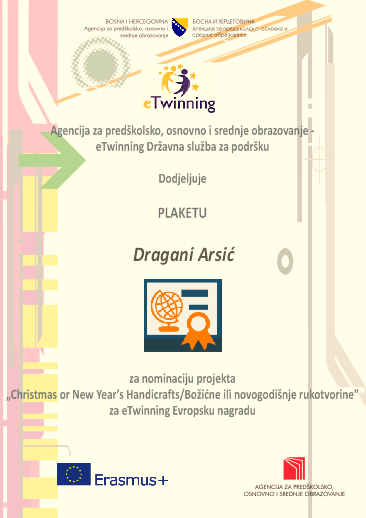 BOSNA I HERCEGOVINA
Agencija za predškolsko, osnovno i
srednje obrazovanje
БОСНА И ХЕРЦЕГОВИНА
Агенција за предшколско, основно и
средње образовање
eTwinning
Agencija za predškolsko, osnovno i srednje obrazovanje -
eTwinning Državna služba za podršku
Dodjeljuje
PLAKETU
Dragani Arsić
za nominaciju projekta
„Christmas or New Year's Handicrafts/Božićne ili novogodišnje rukotvorine"
za eTwinning Evropsku nagradu
Erasmus+
AGENCIJA ZA PREDŠKOLSKO,
OSNOVNO I SREDNJE OBRAZOVANJE